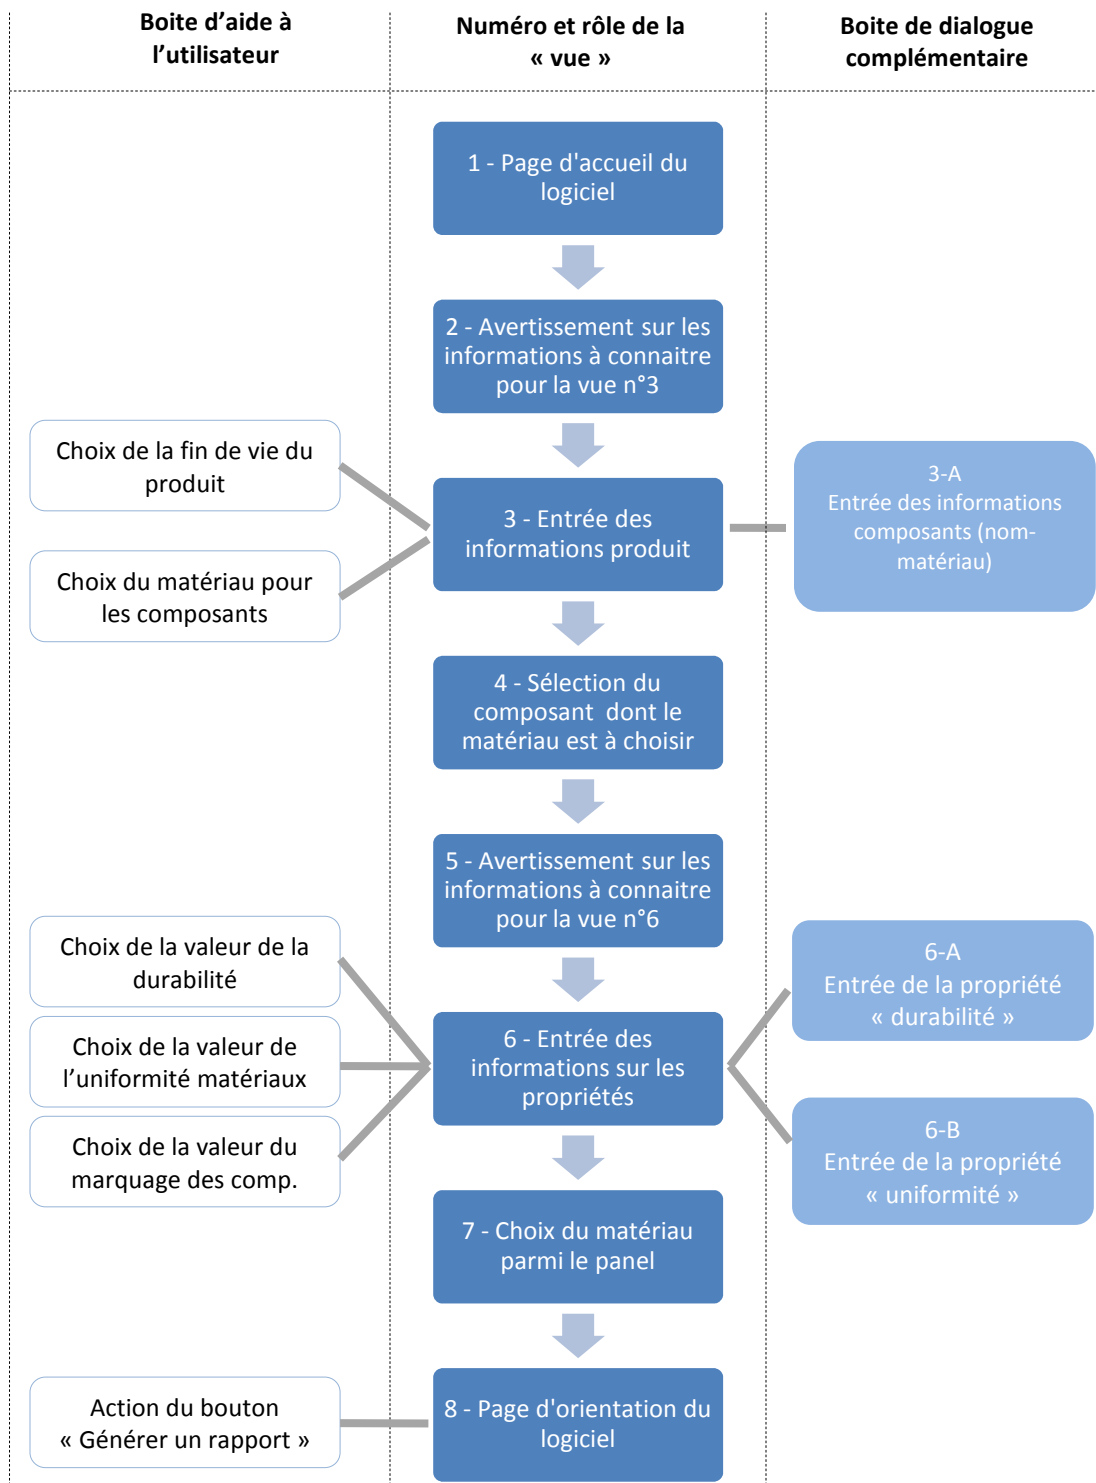 Boite d'aide à
l'utilisateur
Numéro et rôle de la
« vue »
Boite de dialogue
complémentaire
1 - Page d'accueil du
logiciel
2 - Avertissement sur les
informations à connaitre
pour la vue n°3
Choix de la fin de vie du
produit
Choix du matériau pour
les composants
3 - Entrée des
informations produit
3-A
Entrée des informations
composants (nom-
matériau)
4 - Sélection du
composant dont le
matériau est à choisir
5 - Avertissement sur les
informations à connaitre
pour la vue n°6
Choix de la valeur de la
durabilité
Choix de la valeur de
l'uniformité matériaux
Choix de la valeur du
marquage des comp.
6 - Entrée des
informations sur les
propriétés
6-A
Entrée de la propriété
« durabilité »
6-B
Entrée de la propriété
« uniformité »
7 - Choix du matériau
parmi le panel
Action du bouton
« Générer un rapport »
8 - Page d'orientation du
logiciel